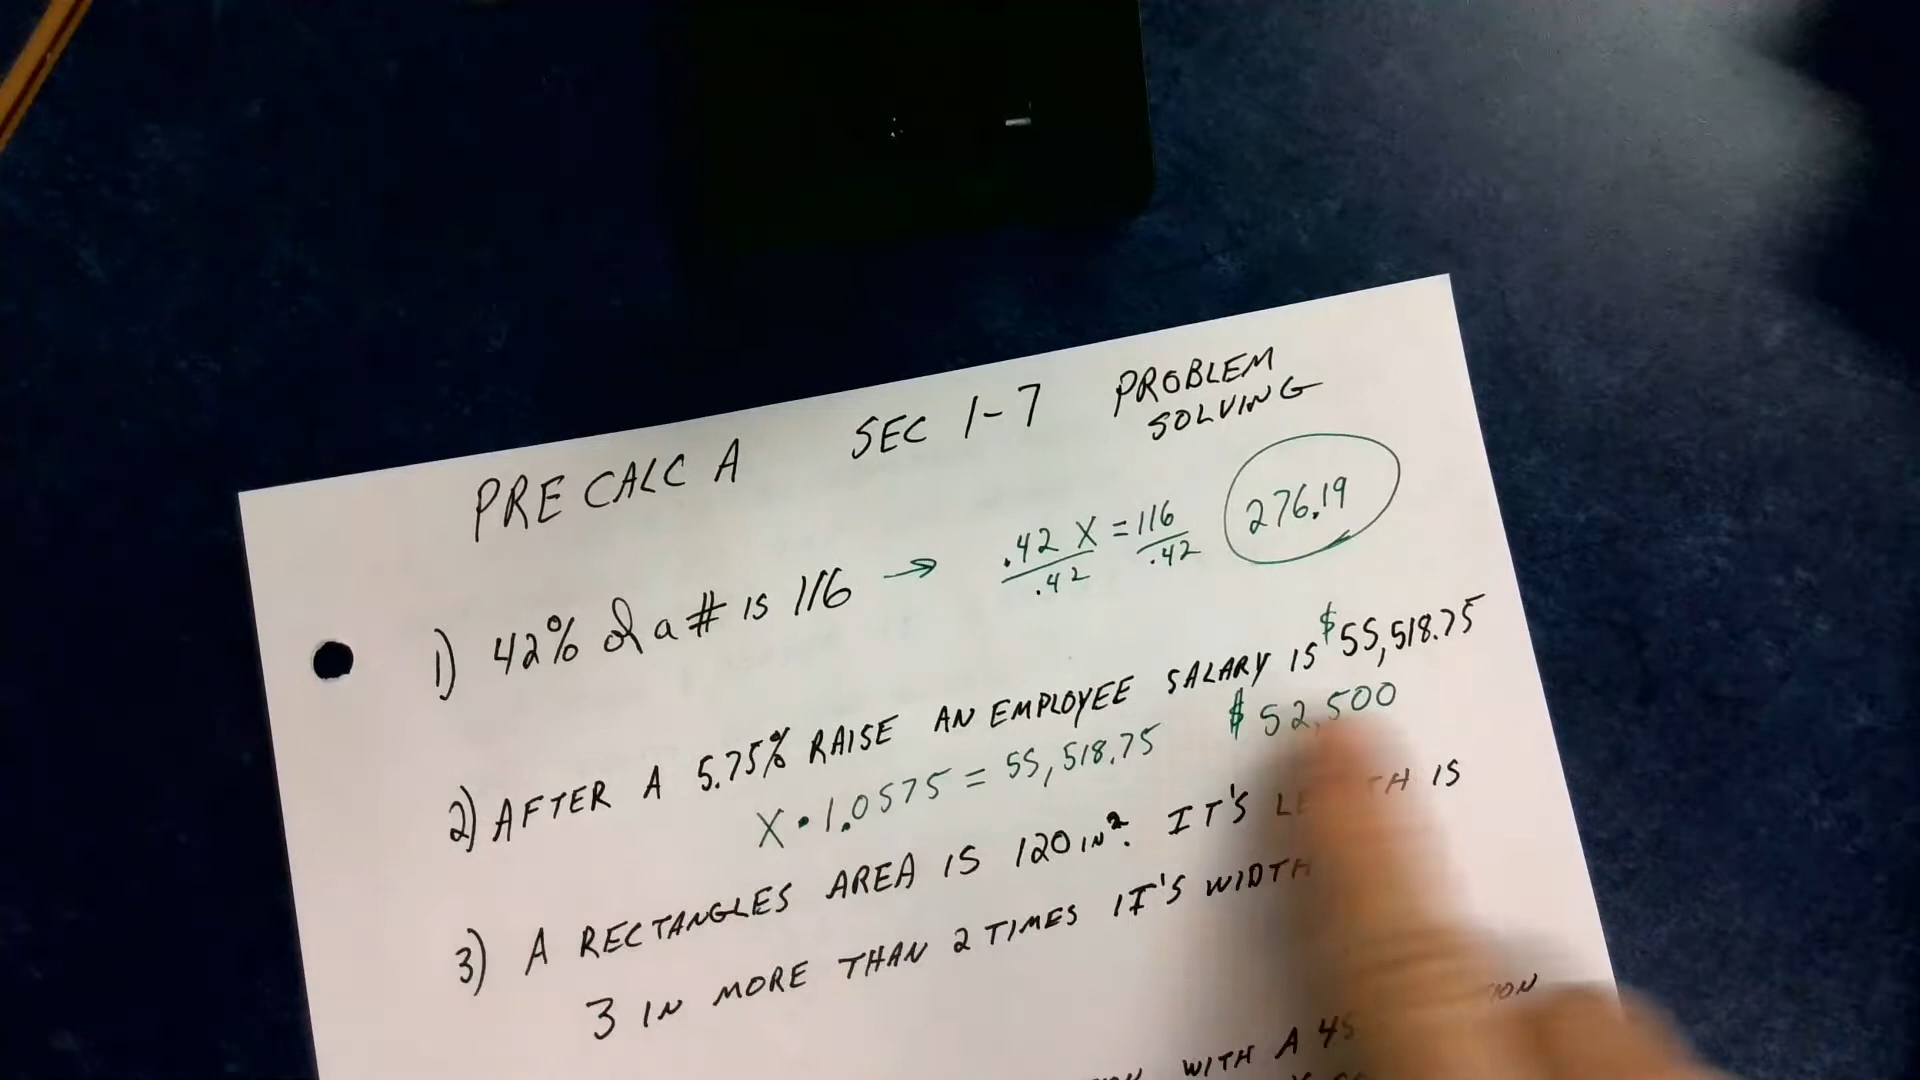 PRE CALC A SEC 1-7 PROBLEM
SOLVING
1) 42% of a # is 116 → .42 X = 116 276.19
.42 .42
2) AFTER A 5.75% RAISE AN EMPLOYEE SALARY IS $55,518.75
X • 1.0575 = 55,518.75 $52,500
3) A RECTANGLES AREA IS 120 IN². IT'S IS
3 IN MORE THAN 2 TIMES IT'S WIDTH
WITH A